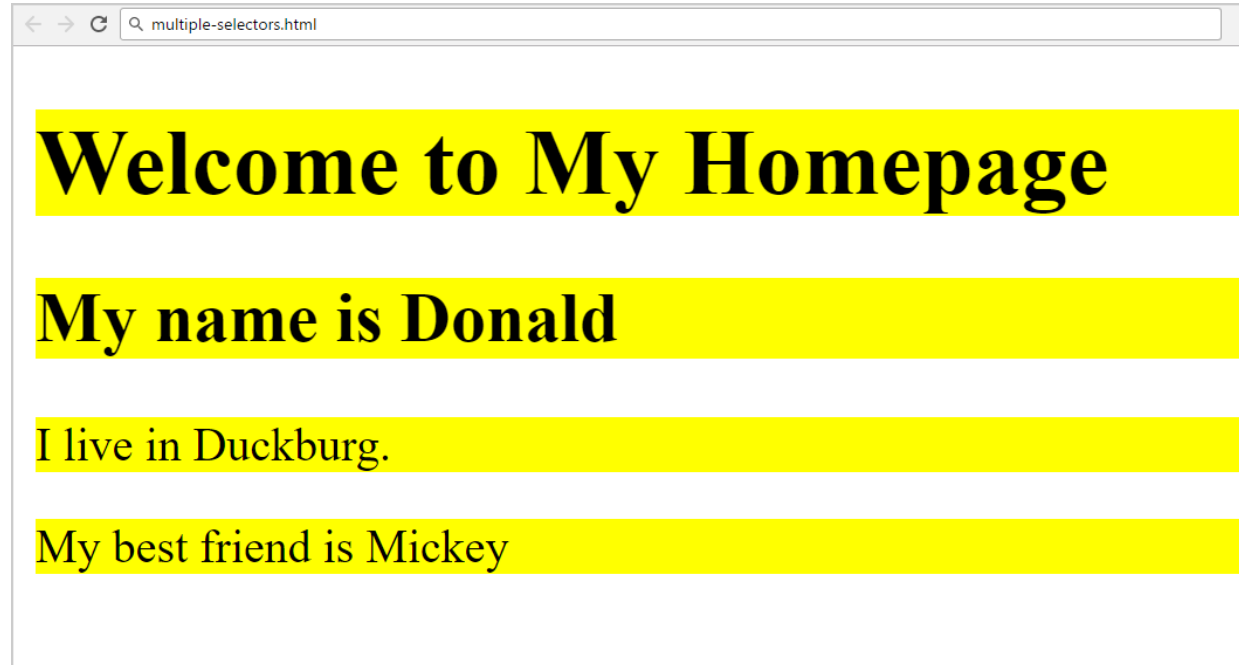 multiple-selectors.html
Welcome to My Homepage
My name is Donald
I live in Duckburg.
My best friend is Mickey